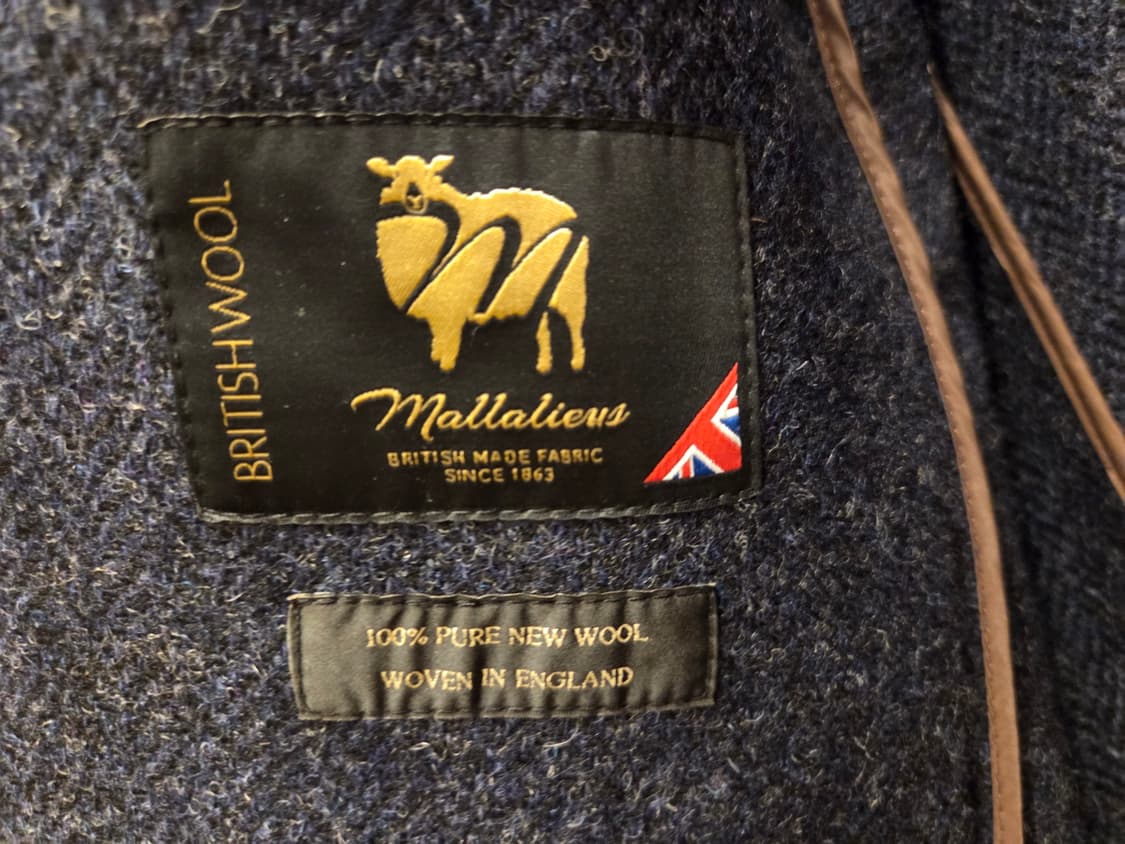 BRITISHWOOL
Mallalieus
BRITISH MADE FABRIC
SINCE 1863
100% PURE NEW WOOL
WOVEN IN ENGLAND